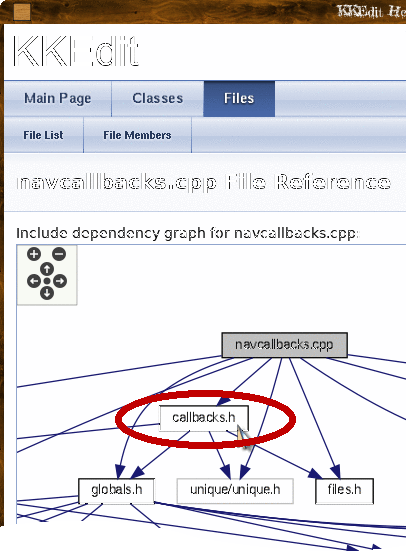 KKEdit He
KKEdit
Main Page
Classes
Files
File List
File Members
navcallbacks.cpp File Reference
Include dependency graph for navcallbacks.cpp:
navcallbacks.cpp
callbacks.h
globals.h
unique/unique.h
files.h